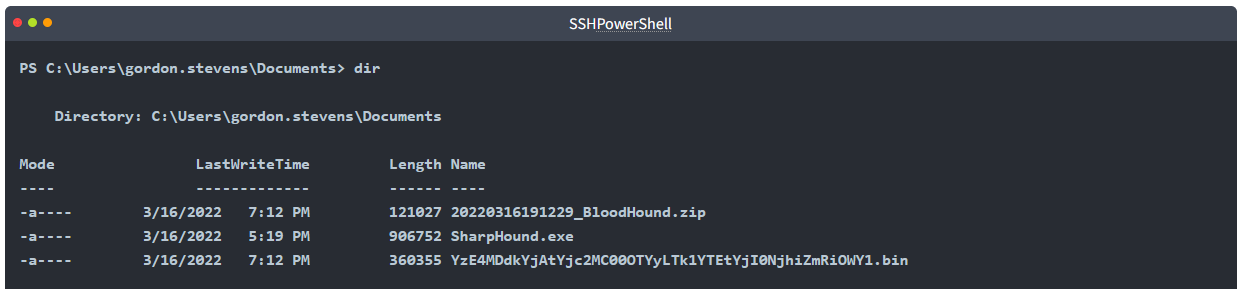 SSHPowerShell
PS C:\Users\gordon.stevens\Documents> dir
Directory: C:\Users\gordon.stevens\Documents
Mode LastWriteTime Length Name
---- ------------- ------ ----
-a---- 3/16/2022 7:12 PM 121027 20220316191229_BloodHound.zip
-a---- 3/16/2022 5:19 PM 906752 SharpHound.exe
-a---- 3/16/2022 7:12 PM 360355 YzE4MDdkYjAtYjc2MC00OTYyLTk1YTEtYjI0NjhiZmRiOWY1.bin